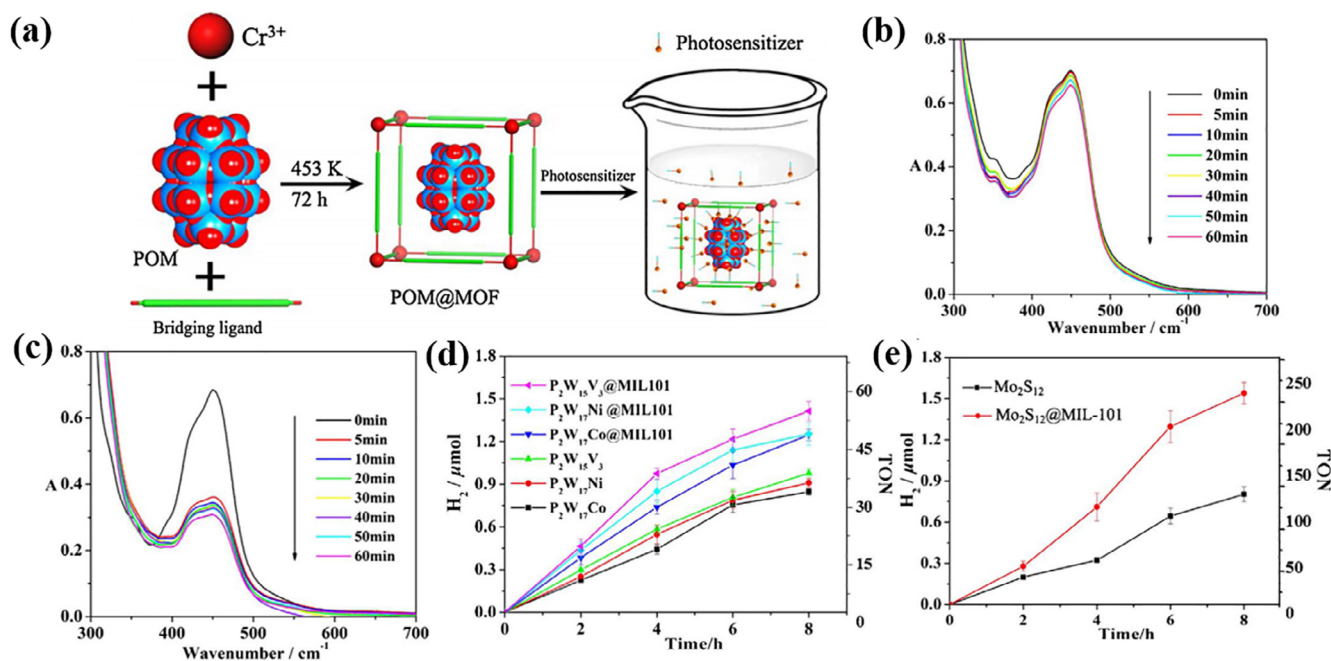 (a)
Cr³⁺
+
POM
+
Bridging ligand
453 K
72 h
POM@MOF
Photosensitizer
Photosensitizer
(b)
0.8
0.6
A 0.4
0.2
0.0
300 400 500 600 700
Wavenumber / cm⁻¹
0min
5min
10min
20min
30min
40min
50min
60min
(c)
0.8
0.6
A 0.4
0.2
0.0
300 400 500 600 700
Wavenumber / cm⁻¹
0min
5min
10min
20min
30min
40min
50min
60min
(d)
H₂ / μmol
1.8
1.5
1.2
0.9
0.6
0.3
0.0
P₂W₁₅V₃@MIL101
P₂W₁₇Ni @MIL101
P₂W₁₇Co@MIL101
P₂W₁₅V₃
P₂W₁₇Ni
P₂W₁₇Co
0 2 4 6 8
Time/h
60
45
30
15
0
TON
(e)
H₂ / μmol
1.8
1.5
1.2
0.9
0.6
0.3
0.0
Mo₂S₁₂
Mo₂S₁₂@MIL-101
0 2 4 6 8
Time/h
250
200
150
100
50
0
TON